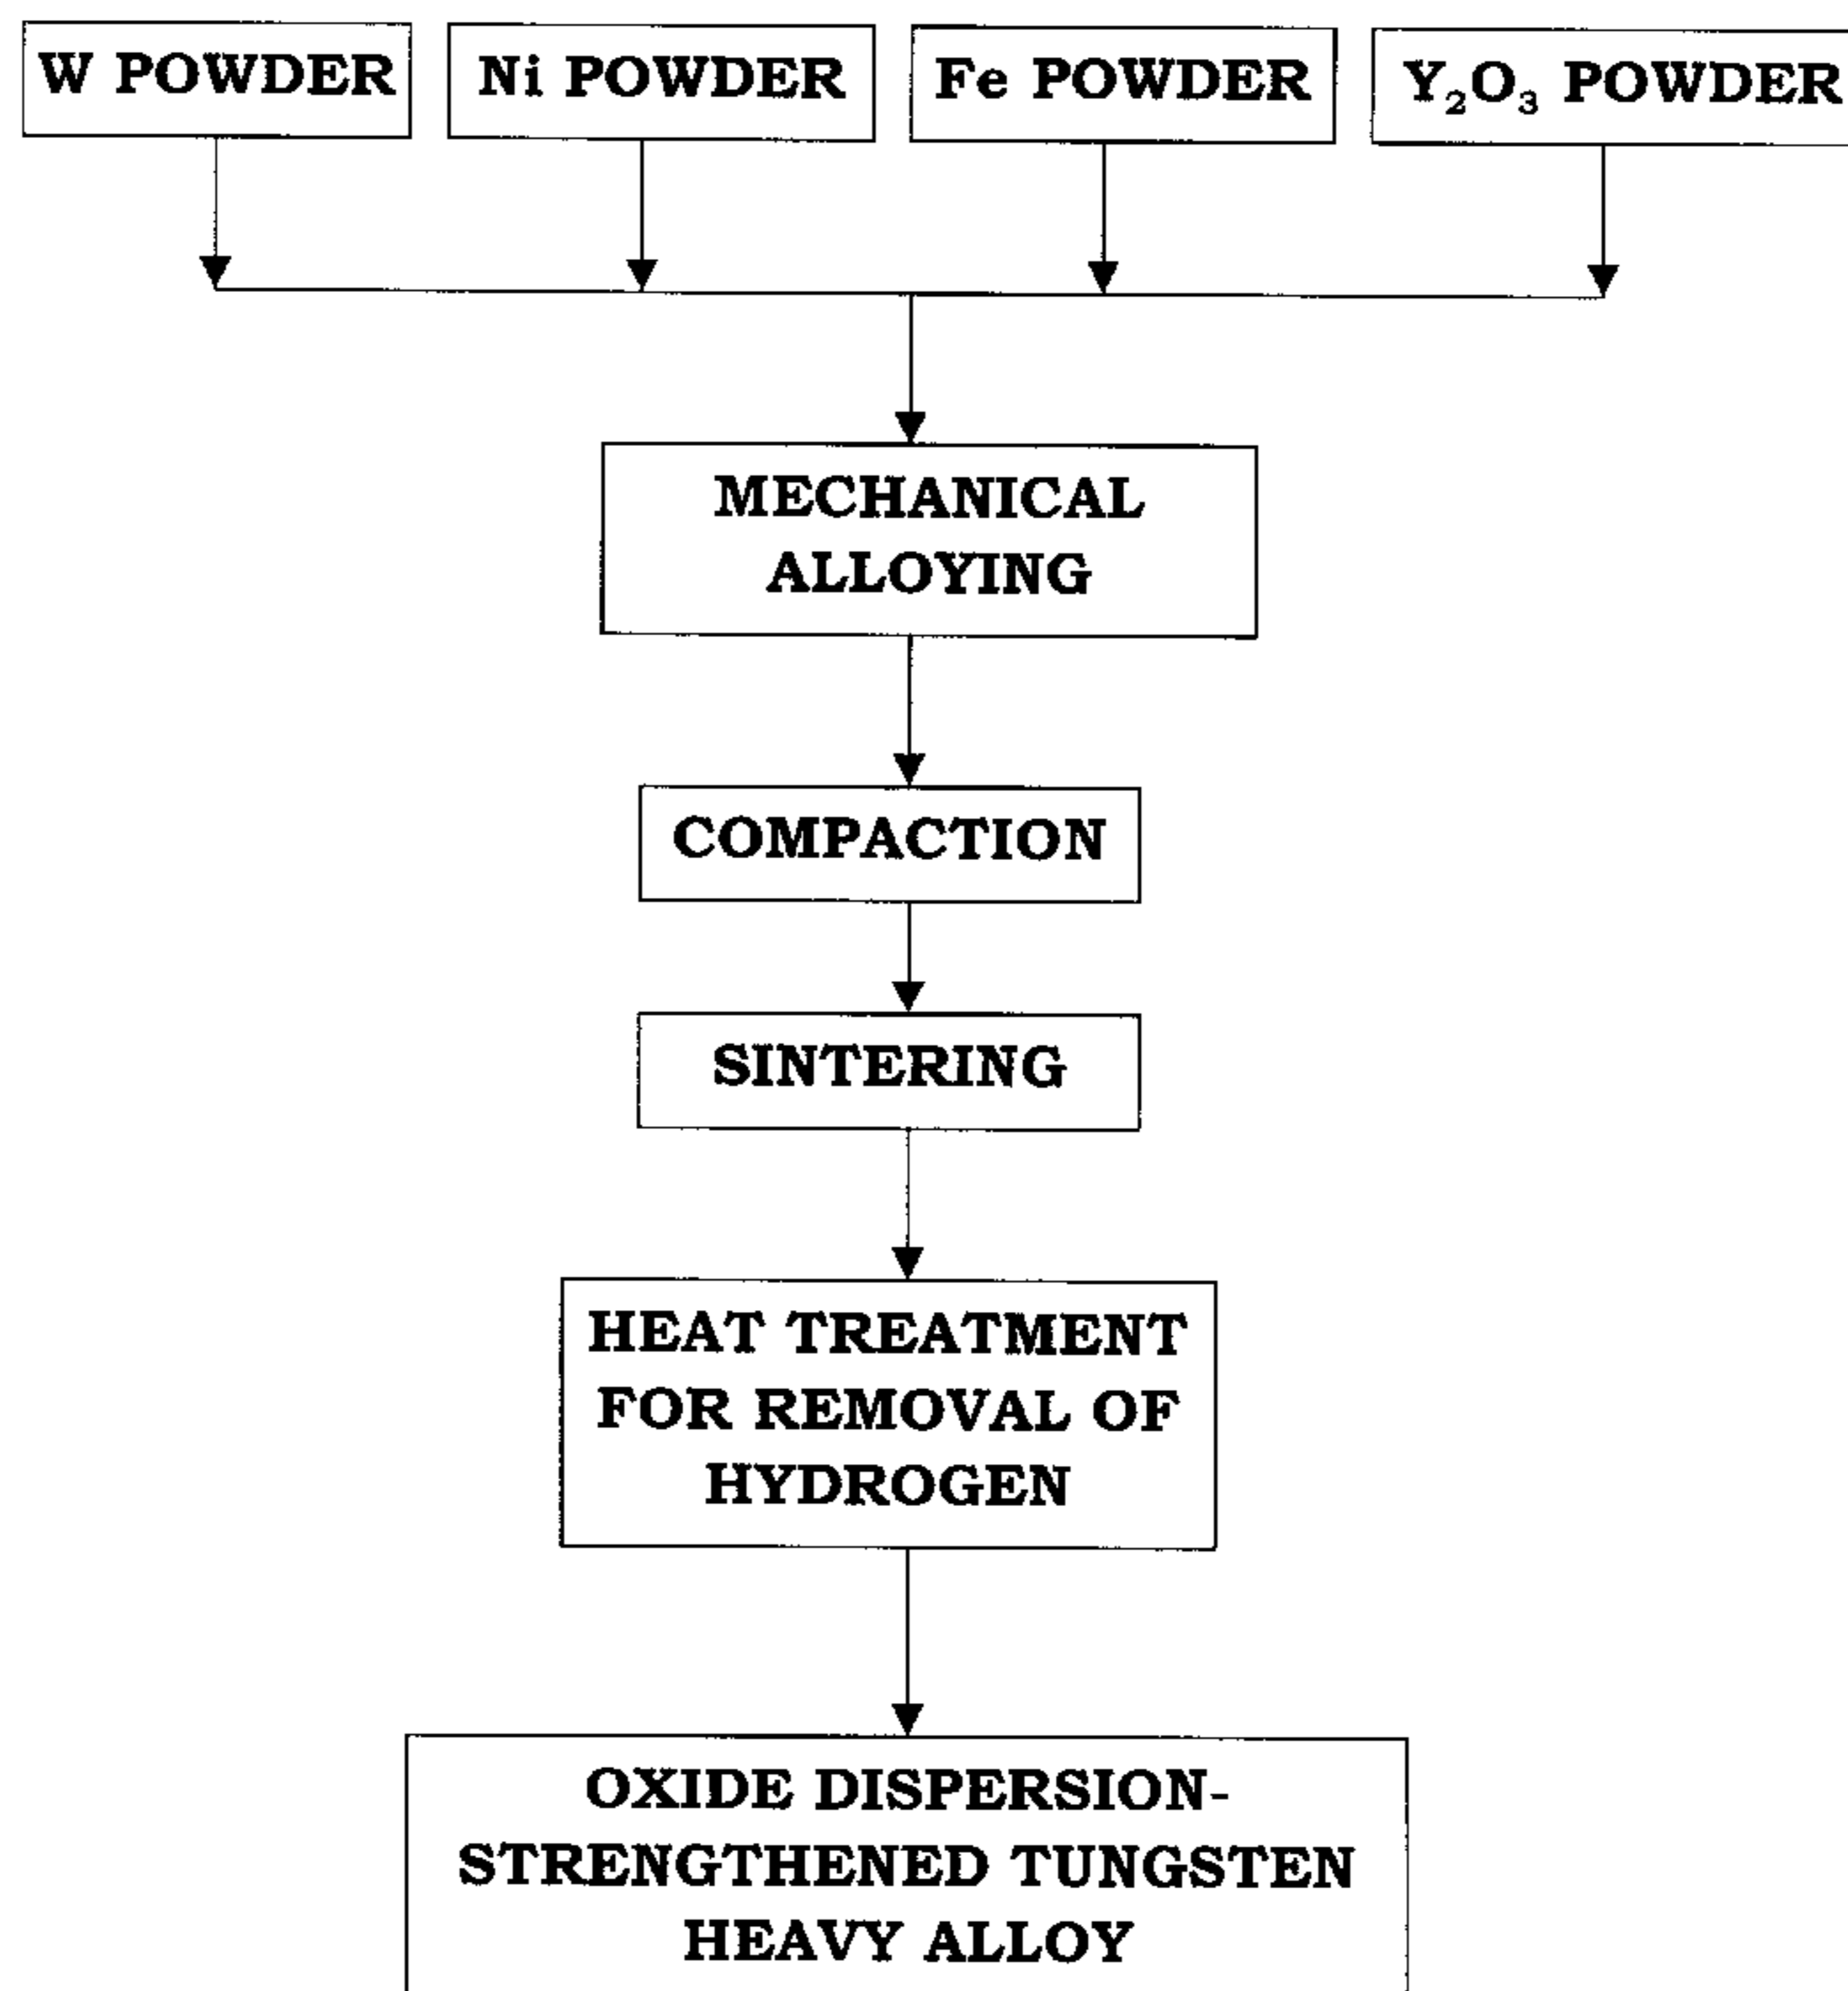 W POWDER
Ni POWDER
Fe POWDER
Y₂O₃ POWDER
MECHANICAL
ALLOYING
COMPACTION
SINTERING
HEAT TREATMENT
FOR REMOVAL OF
HYDROGEN
OXIDE DISPERSION-
STRENGTHENED TUNGSTEN
HEAVY ALLOY